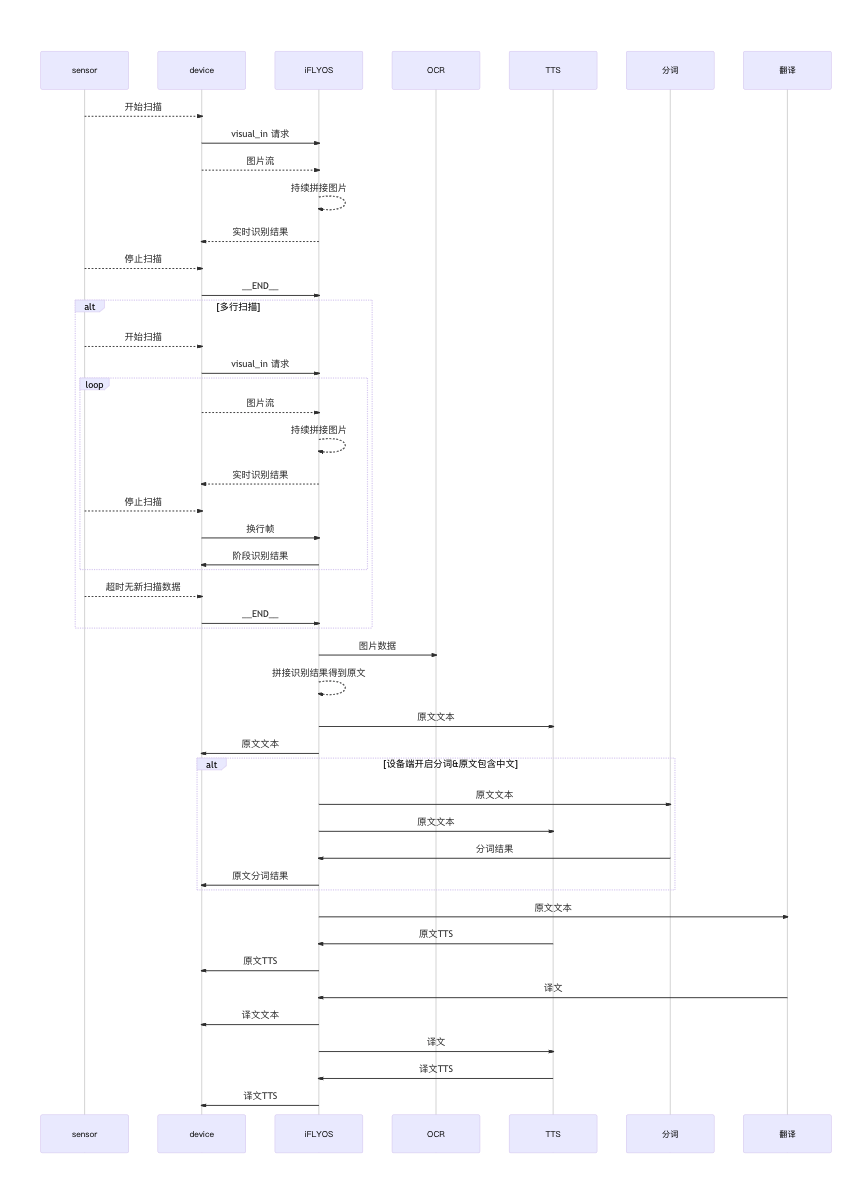 sensor device iFLYOS OCR TTS 分词 翻译
开始扫描
visual_in 请求
图片流
持续拼接图片
实时识别结果
停止扫描
__END__
alt [多行扫描]
开始扫描
visual_in 请求
loop
图片流
持续拼接图片
实时识别结果
停止扫描
换行帧
阶段识别结果
超时无新扫描数据
__END__
图片数据
拼接识别结果得到原文
原文文本
原文文本
alt [设备端开启分词&原文包含中文]
原文文本
原文文本
分词结果
原文分词结果
原文文本
原文TTS
原文TTS
译文
译文文本
译文
译文TTS
译文TTS
sensor device iFLYOS OCR TTS 分词 翻译